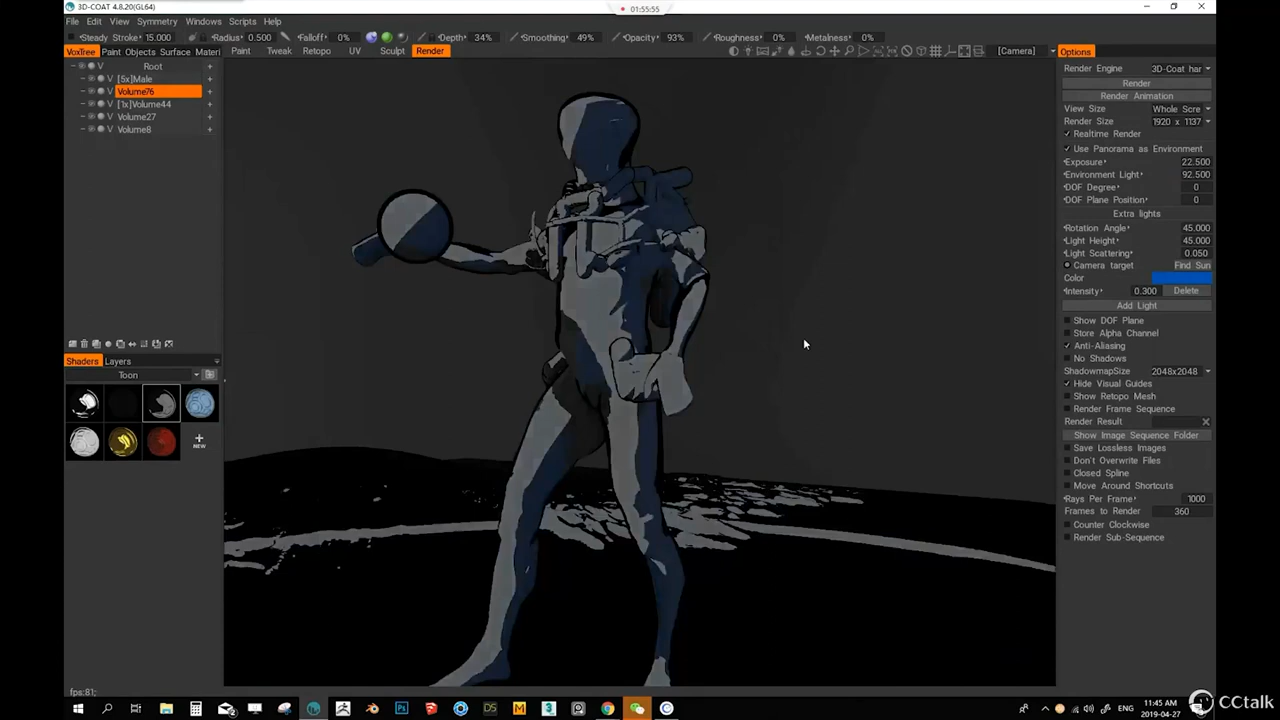 3D-COAT 4.8.20(GL64)
01:55:55
File Edit View Symmetry Windows Scripts Help
Steady Stroke 15.000 Radius 0.500 Falloff 0% Depth 34% Smoothing 49% Opacity 93% Roughness 0% Metalness 0%
VoxTree Paint Objects Surface Materi Paint Tweak Retopo UV Sculpt Render [Camera] Options
Root
[5x]Male
Volume76
[1x]Volume44
Volume27
Volume8
Shaders Layers
Toon
NEW
Render Engine 3D-Coat har
Render
Render Animation
View Size Whole Scre
Render Size 1920 x 1137
Realtime Render
Use Panorama as Environment
Exposure 22.500
Environment Light 92.500
DOF Degree 0
DOF Plane Position 0
Extra lights
Rotation Angle 45.000
Light Height 45.000
Light Scattering 0.050
Camera target Find Sun
Color
Intensity 0.300 Delete
Add Light
Show DOF Plane
Store Alpha Channel
Anti-Aliasing
No Shadows
ShadowmapSize 2048x2048
Hide Visual Guides
Show Retopo Mesh
Render Frame Sequence
Render Result
Show Image Sequence Folder
Save Lossless Images
Don't Overwrite Files
Closed Spline
Move Around Shortcuts
Rays Per Frame 1000
Frames to Render 360
Counter Clockwise
Render Sub-Sequence
fps:81;
ENG 11:45 AM
2019-04-27
CCtalk